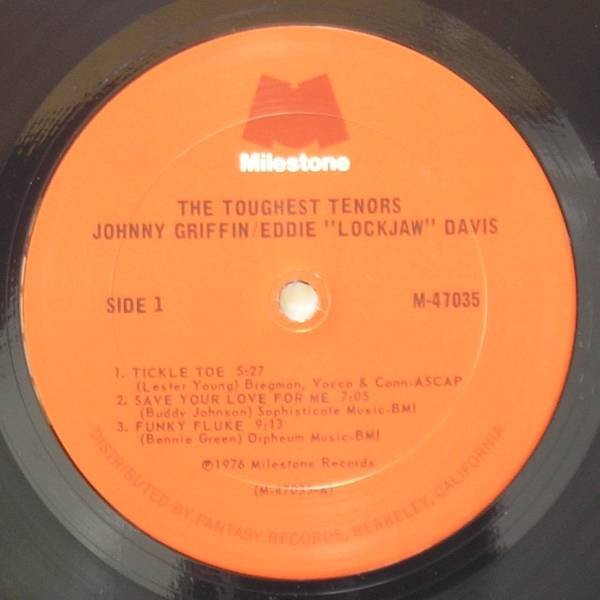 Milestone
THE TOUGHEST TENORS
JOHNNY GRIFFIN/EDDIE "LOCKJAW" DAVIS
SIDE 1
M-47035
1. TICKLE TOE 5:27
(Lester Young) Bregman, Vocco & Conn-ASCAP
2. SAVE YOUR LOVE FOR ME 7:05
(Buddy Johnson) Sophisticate Music-BMI
3. FUNKY FLUKE 9:13
(Bennie Green) Orpheum Music-BMI
℗1976 Milestone Records
(M-47035-A)
DISTRIBUTED BY FANTASY RECORDS, BERKELEY, CALIFORNIA